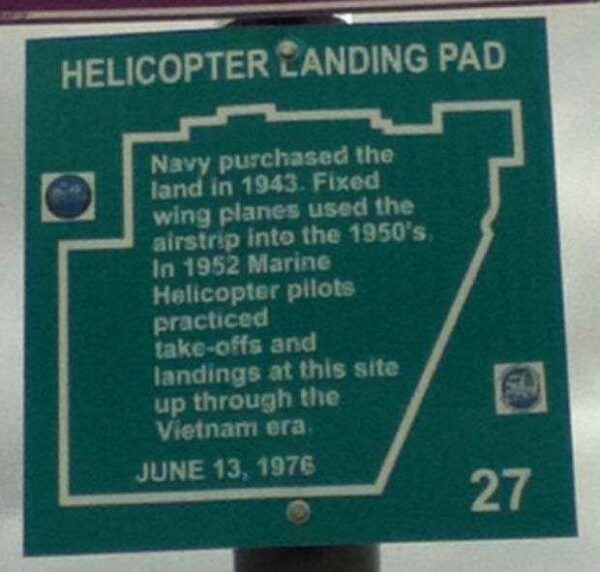 HELICOPTER LANDING PAD
Navy purchased the
land in 1943. Fixed
wing planes used the
airstrip into the 1950's.
In 1952 Marine
Helicopter pilots
practiced
take-offs and
landings at this site
up through the
Vietnam era.
JUNE 13, 1976
27